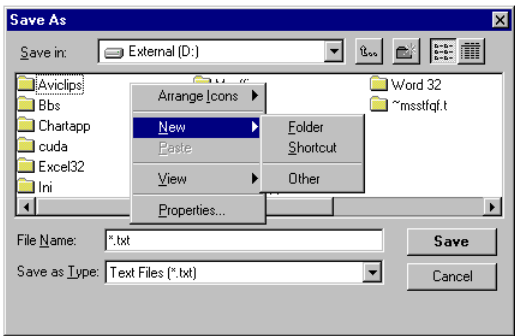 Save As
Save in: External (D:)
Aviclips
Bbs
Chartapp
cuda
Excel32
Ini
Word 32
~msstfqf.t
Arrange Icons
New
Paste
View
Properties...
Folder
Shortcut
Other
File Name: *.txt
Save
Save as Type: Text Files (*.txt)
Cancel